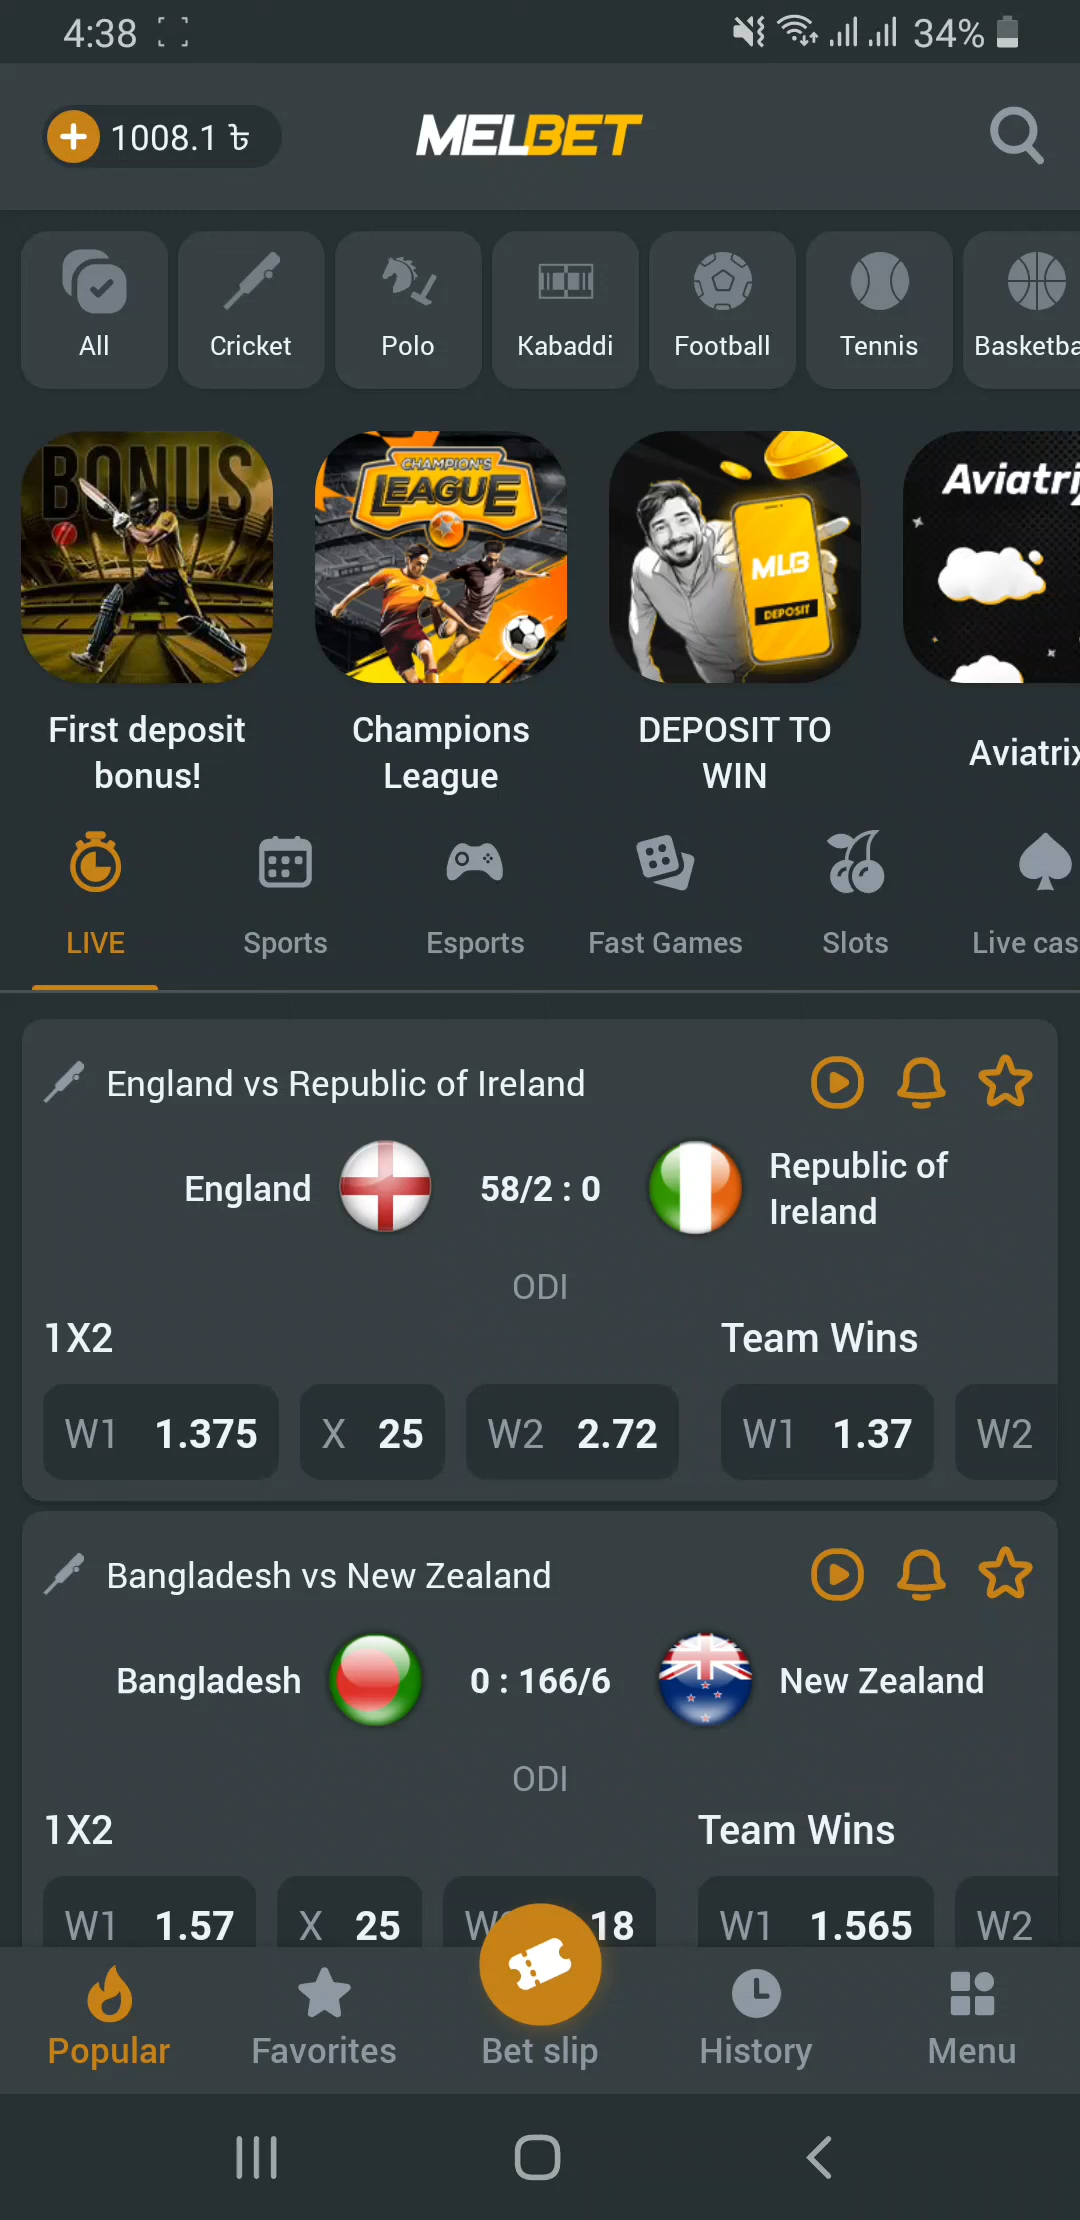 4:38 34%
1008.1 ৳ MELBET
All Cricket Polo Kabaddi Football Tennis Basketba
BONUS
CHAMPION'S
LEAGUE
MLB
DEPOSIT
Aviatri
First deposit
bonus!
Champions
League
DEPOSIT TO
WIN
Aviatrix
LIVE Sports Esports Fast Games Slots Live cas
England vs Republic of Ireland
England 58/2 : 0 Republic of
Ireland
ODI
1X2 Team Wins
W1 1.375 X 25 W2 2.72 W1 1.37 W2
Bangladesh vs New Zealand
Bangladesh 0 : 166/6 New Zealand
ODI
1X2 Team Wins
W1 1.57 X 25 W 18 W1 1.565 W2
Popular Favorites Bet slip History Menu